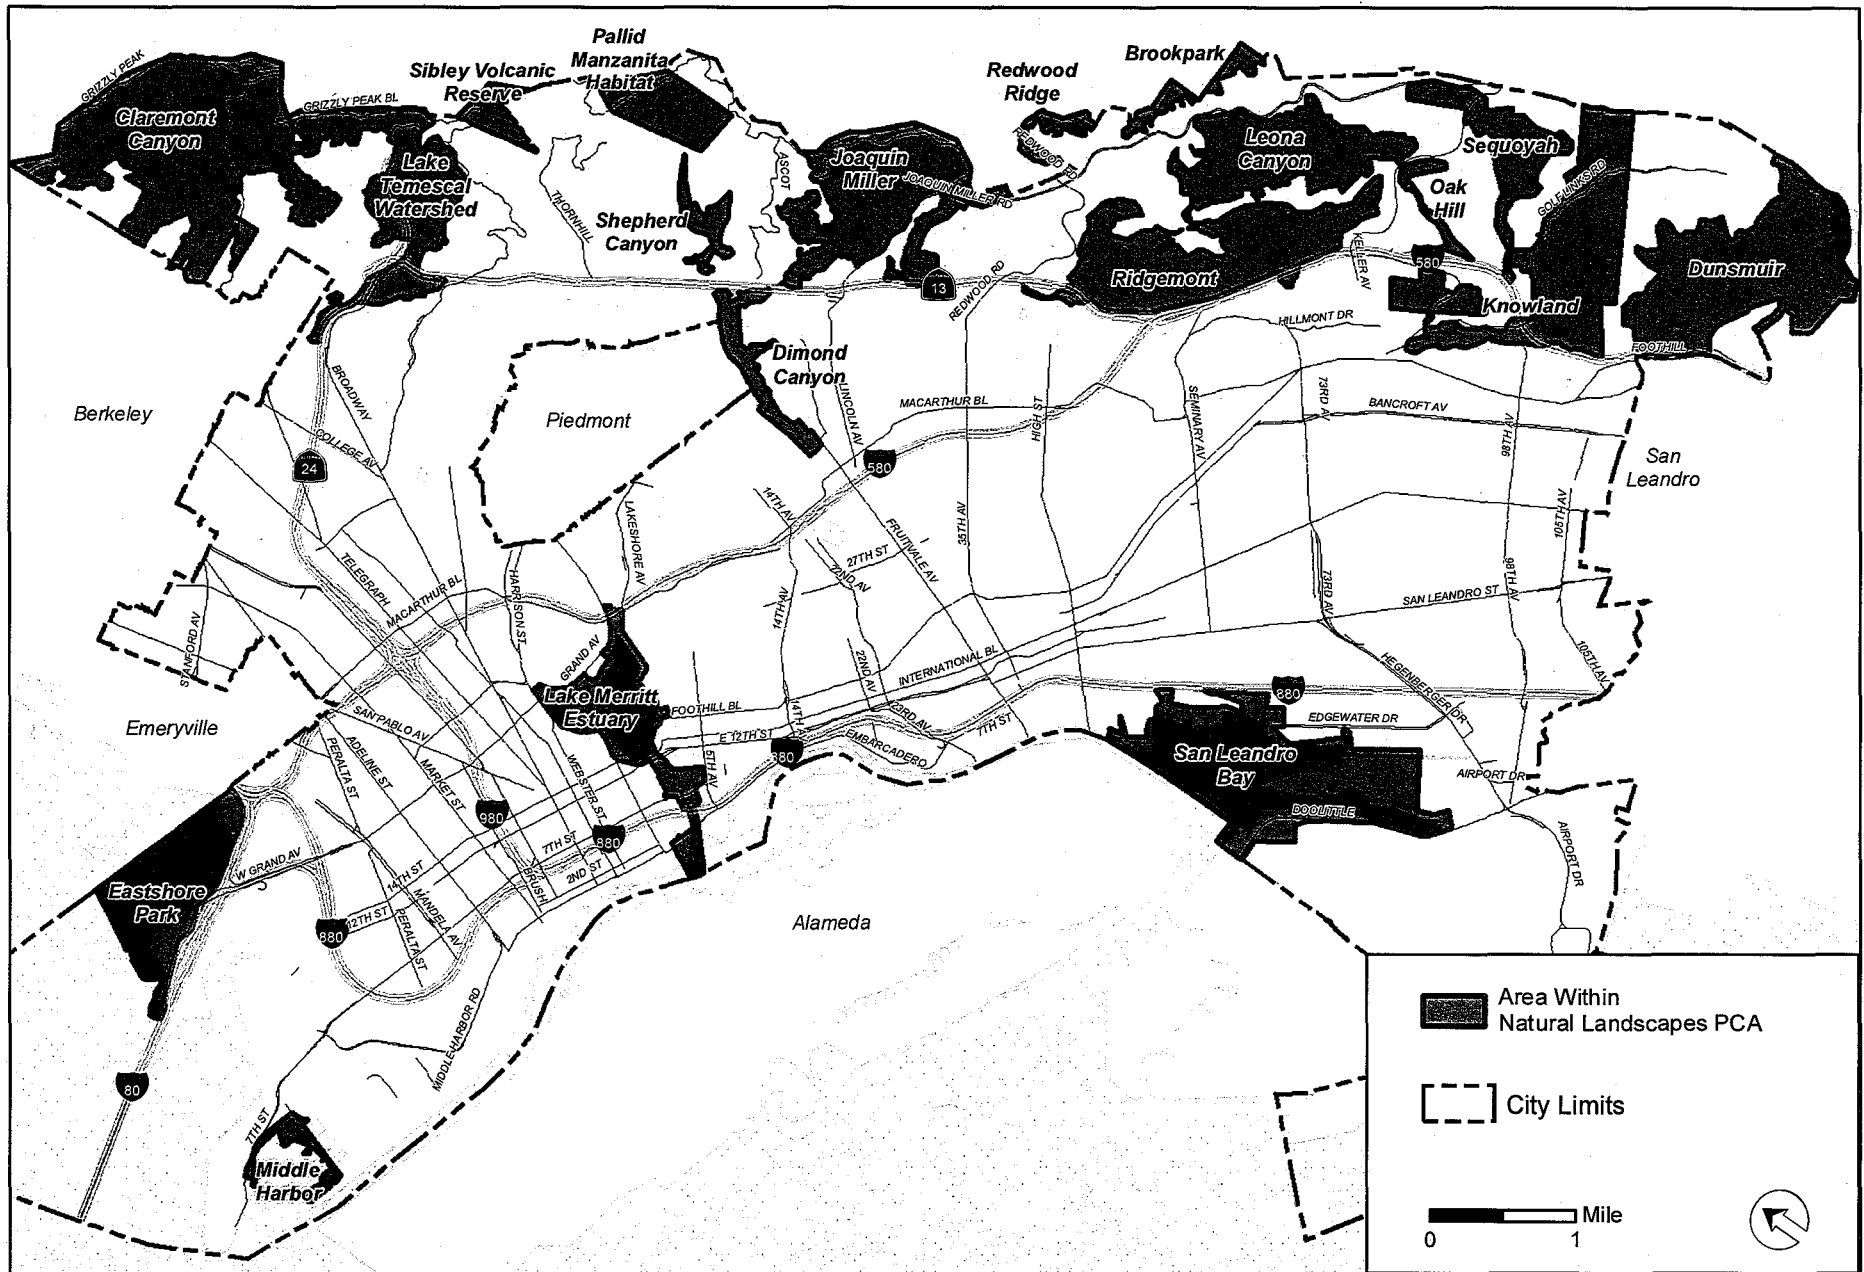 Pallid
Manzanita
Habitat
Brookpark
Redwood
Ridge
Sibley Volcanic
Reserve
GRIZZLY PEAK
GRIZZLY PEAK BL
Claremont
Canyon
Lake
Temescal
Watershed
THORNHILL
Shepherd
Canyon
ASCOT
Joaquin
Miller
JOAQUIN MILLER RD
REDWOOD RD
Leona
Canyon
Sequoyah
Oak
Hill
GOLF LINKS RD
KELLER AV
580
Dunsmuir
Ridgemont
Knowland
13
REDWOOD RD
HILLMONT DR
FOOTHILL
Dimond
Canyon
Berkeley
BROADWAY
Piedmont
LINCOLN AV
MACARTHUR BL
HIGH ST
SEMINARY AV
73RD AV
BANCROFT AV
98TH AV
San
Leandro
COLLEGE AV
24
580
14TH AV
LAKESHORE AV
FRUITVALE AV
35TH AV
105TH AV
27TH ST
22ND AV
TELEGRAPH
MACARTHUR BL
HARRISON ST
14TH AV
73RD AV
98TH AV
SAN LEANDRO ST
STANFORD AV
GRAND AV
22ND AV
INTERNATIONAL BL
HEGENBERGER DR
105TH AV
Lake Merritt
Estuary
FOOTHILL BL
14TH
23RD AV
E 12TH ST
7TH ST
880
EDGEWATER DR
Emeryville
SAN PABLO AV
PERALTA ST
ADELINE ST
MARKET ST
WEBSTER ST
5TH AV
880
EMBARCADERO
San Leandro
Bay
AIRPORT DR
DOOLITTLE
AIRPORT DR
980
880
7TH ST
2ND ST
BRUSH
W GRAND AV
14TH ST
12TH ST
MANDELA AV
PERALTA ST
Eastshore
Park
880
Alameda
MIDDLE HARBOR RD
80
7TH ST
Middle
Harbor
Area Within
Natural Landscapes PCA
City Limits
Mile
0 1